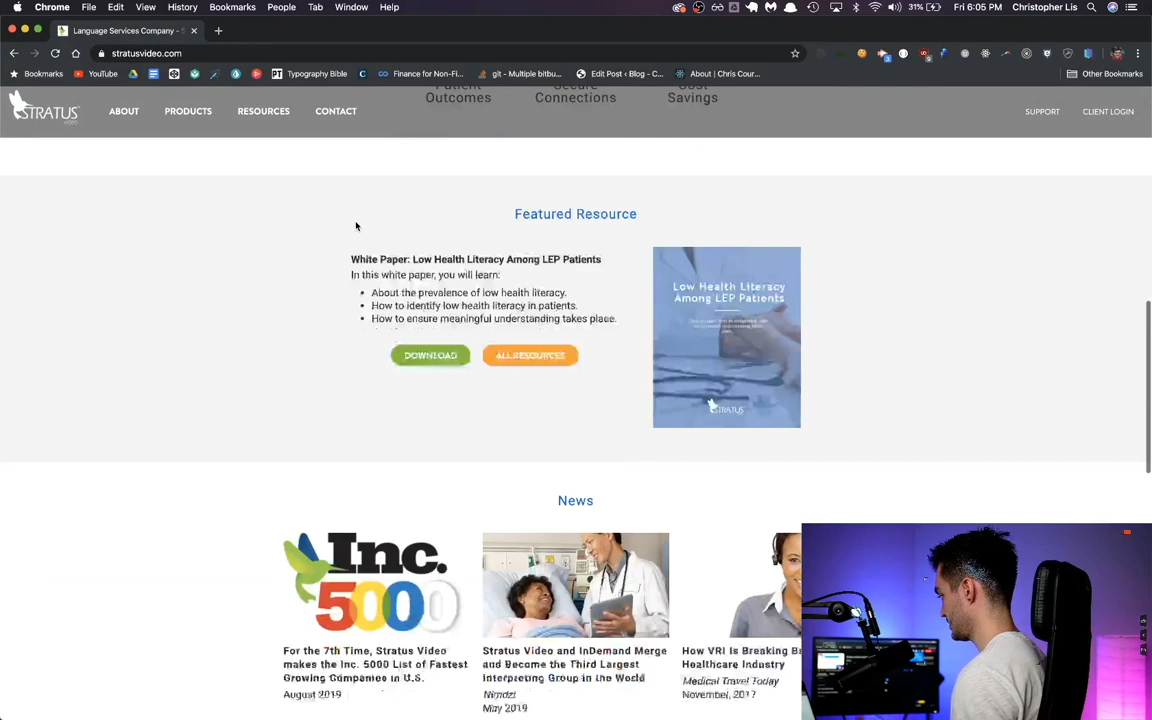 Chrome File Edit View History Bookmarks People Tab Window Help 31% Fri 6:05 PM Christopher Lis
Language Services Company - S
stratusvideo.com
Bookmarks YouTube PT Typography Bible C Finance for Non-Fi... git - Multiple bitbu... Edit Post ‹ Blog - C... About | Chris Cour... Other Bookmarks
STRATUS ABOUT PRODUCTS RESOURCES CONTACT SUPPORT CLIENT LOGIN
Patient Secure Cost
Outcomes Connections Savings
Featured Resource
White Paper: Low Health Literacy Among LEP Patients
In this white paper, you will learn:
• About the prevalence of low health literacy.
• How to identify low health literacy in patients.
• How to ensure meaningful understanding takes place.
DOWNLOAD ALL RESOURCES
Low Health Literacy
Among LEP Patients
STRATUS
News
Inc.
5000
For the 7th Time, Stratus Video
makes the Inc. 5000 List of Fastest
Growing Companies in U.S.
August 2019
Stratus Video and InDemand Merge
and Become the Third Largest
Interpreting Group in the World
Nimdzi
May 2019
How VRI Is Breaking Ba
Healthcare Industry
Medical Travel Today
November, 2017